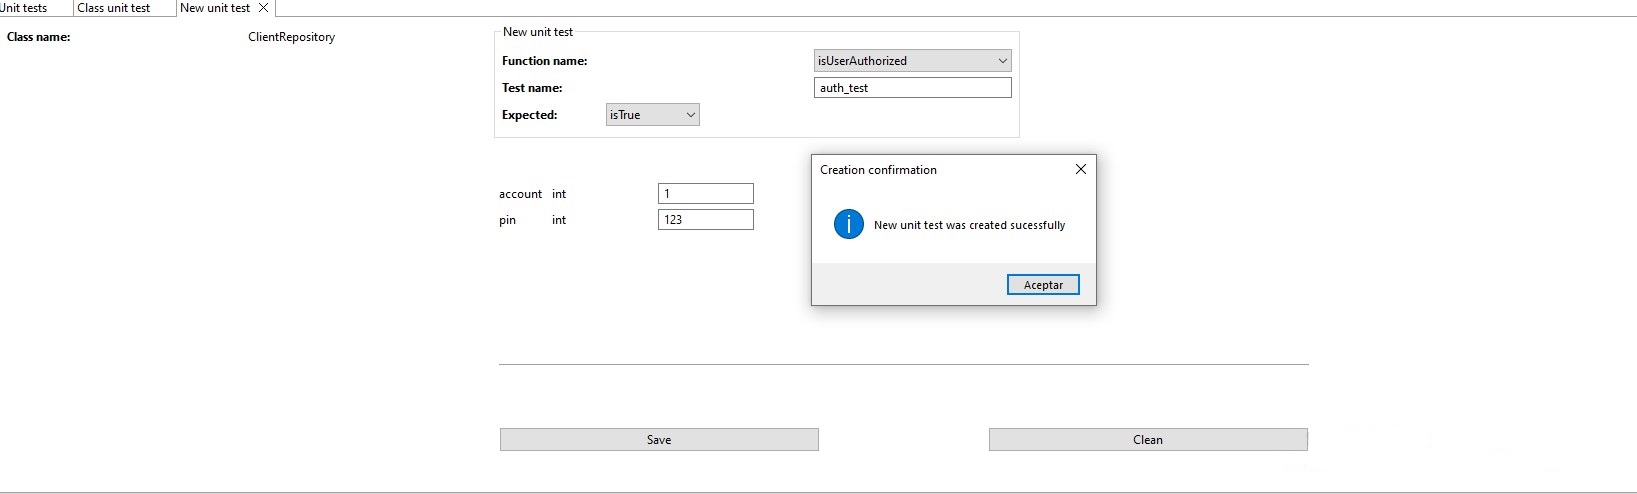 Unit tests
Class unit test
New unit test
Class name:
ClientRepository
New unit test
Function name:
isUserAuthorized
Test name:
auth_test
Expected:
isTrue
Creation confirmation
New unit test was created sucessfully
Aceptar
account int 1
pin int 123
Save
Clean